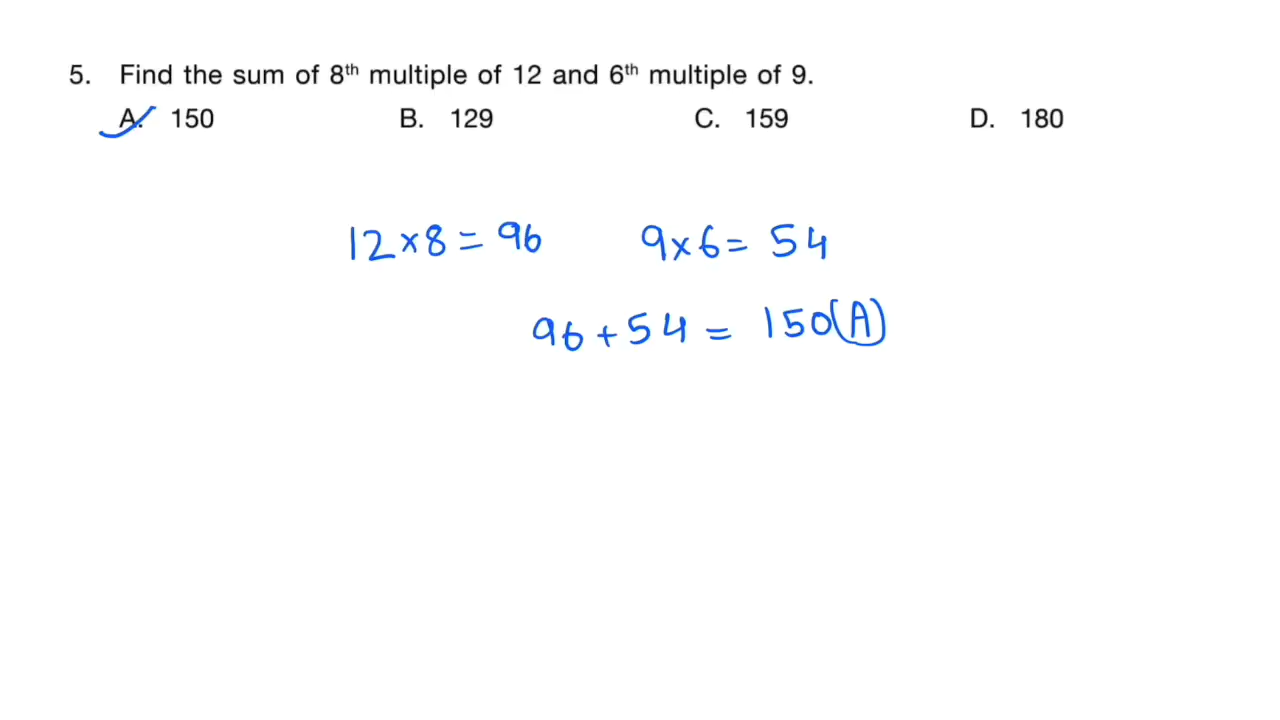 5. Find the sum of 8th multiple of 12 and 6th multiple of 9.
A. 150 B. 129 C. 159 D. 180
12×8=96 9×6=54
96+54=150(A)